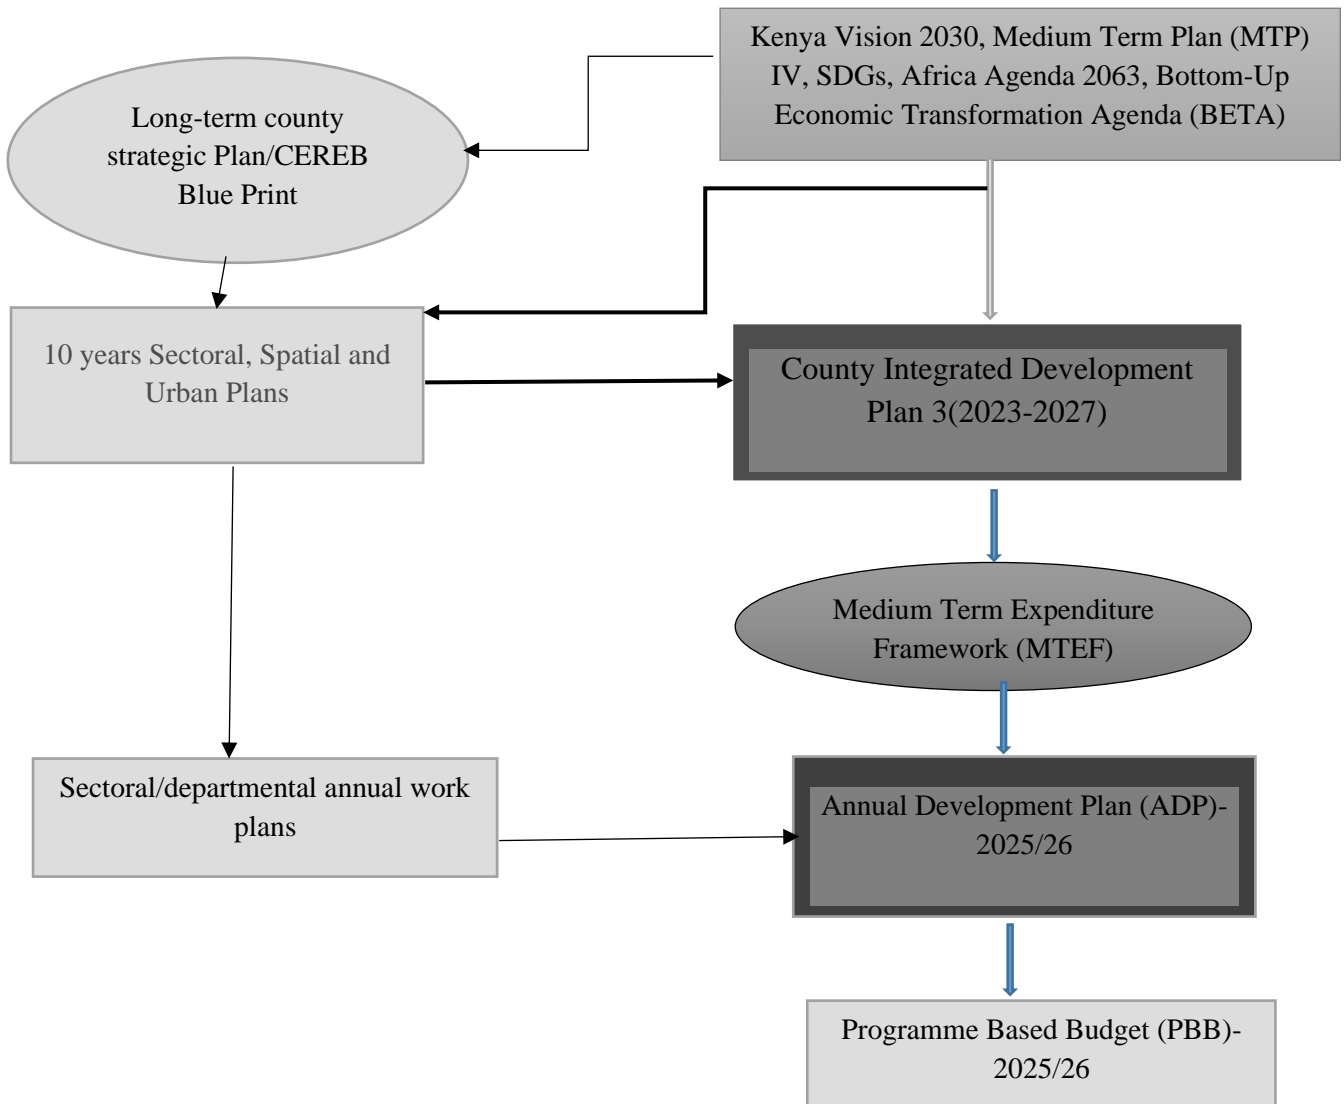 Kenya Vision 2030, Medium Term Plan (MTP)
IV, SDGs, Africa Agenda 2063, Bottom-Up
Economic Transformation Agenda (BETA)
Long-term county
strategic Plan/CEREB
Blue Print
10 years Sectoral, Spatial and
Urban Plans
County Integrated Development
Plan 3(2023-2027)
Medium Term Expenditure
Framework (MTEF)
Sectoral/departmental annual work
plans
Annual Development Plan (ADP)-
2025/26
Programme Based Budget (PBB)-
2025/26